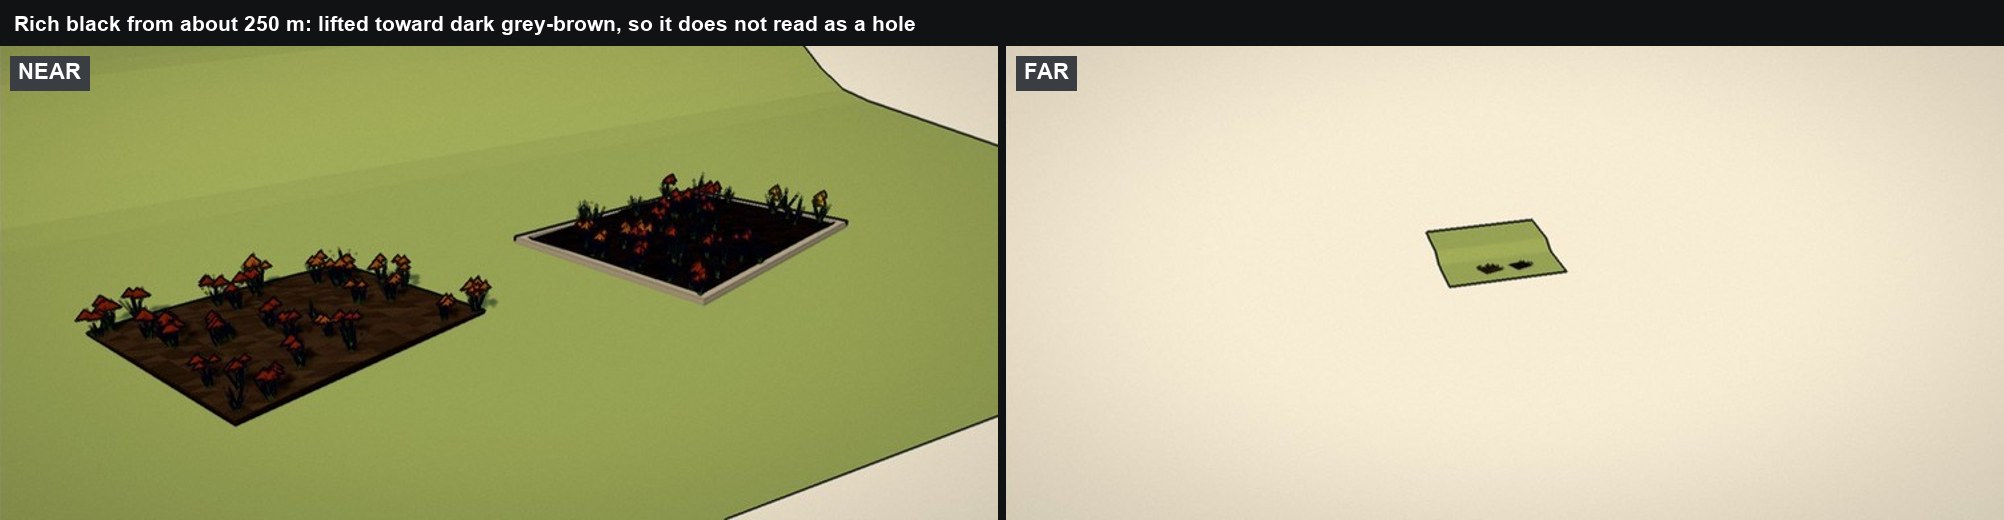 Rich black from about 250 m: lifted toward dark grey-brown, so it does not read as a hole
NEAR
FAR